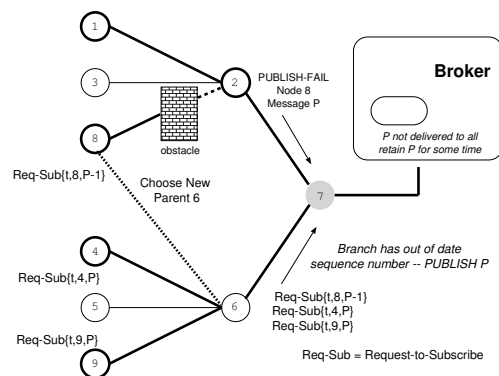 1
3
8
2
obstacle
PUBLISH-FAIL
Node 8
Message P
Broker
P not delivered to all
retain P for some time
Req-Sub{t,8,P-1}
Choose New
Parent 6
7
4
Req-Sub{t,4,P}
5
Req-Sub{t,9,P}
9
6
Branch has out of date
sequence number -- PUBLISH P
Req-Sub{t,8,P-1}
Req-Sub{t,4,P}
Req-Sub{t,9,P}
Req-Sub = Request-to-Subscribe